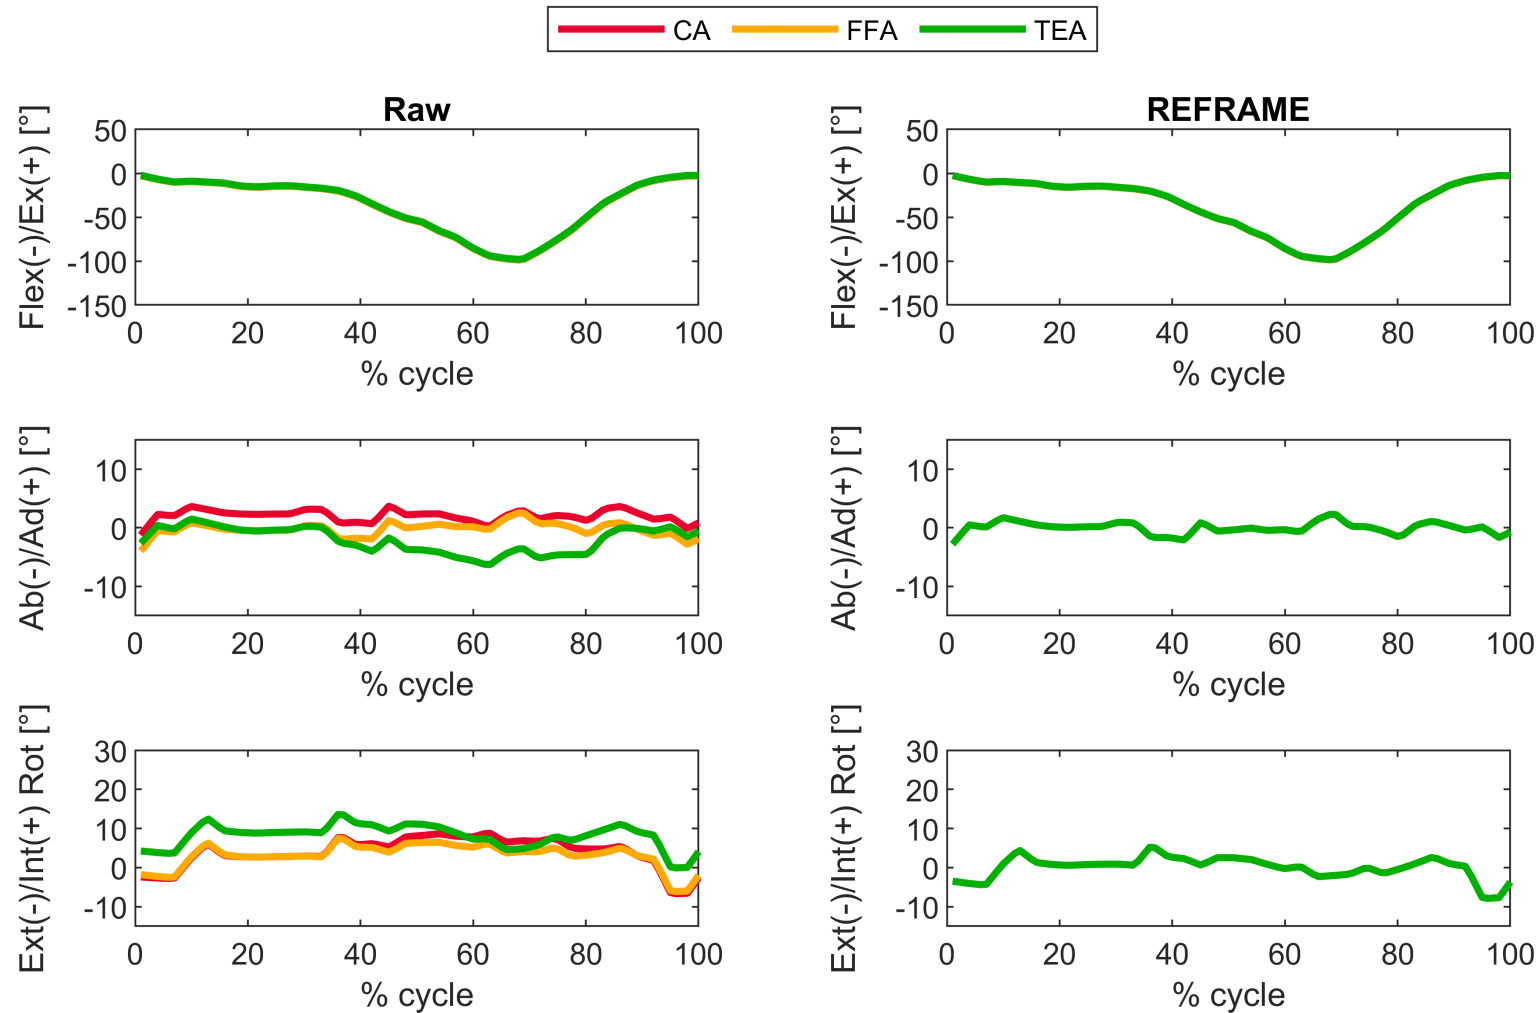 CA FFA TEA
Raw
Flex(-)/Ex(+) [°]
50
0
-50
-100
-150
0 20 40 60 80 100
% cycle
REFRAME
Flex(-)/Ex(+) [°]
50
0
-50
-100
-150
0 20 40 60 80 100
% cycle
Ab(-)/Ad(+) [°]
10
0
-10
0 20 40 60 80 100
% cycle
Ab(-)/Ad(+) [°]
10
0
-10
0 20 40 60 80 100
% cycle
Ext(-)/Int(+) Rot [°]
30
20
10
0
-10
0 20 40 60 80 100
% cycle
Ext(-)/Int(+) Rot [°]
30
20
10
0
-10
0 20 40 60 80 100
% cycle